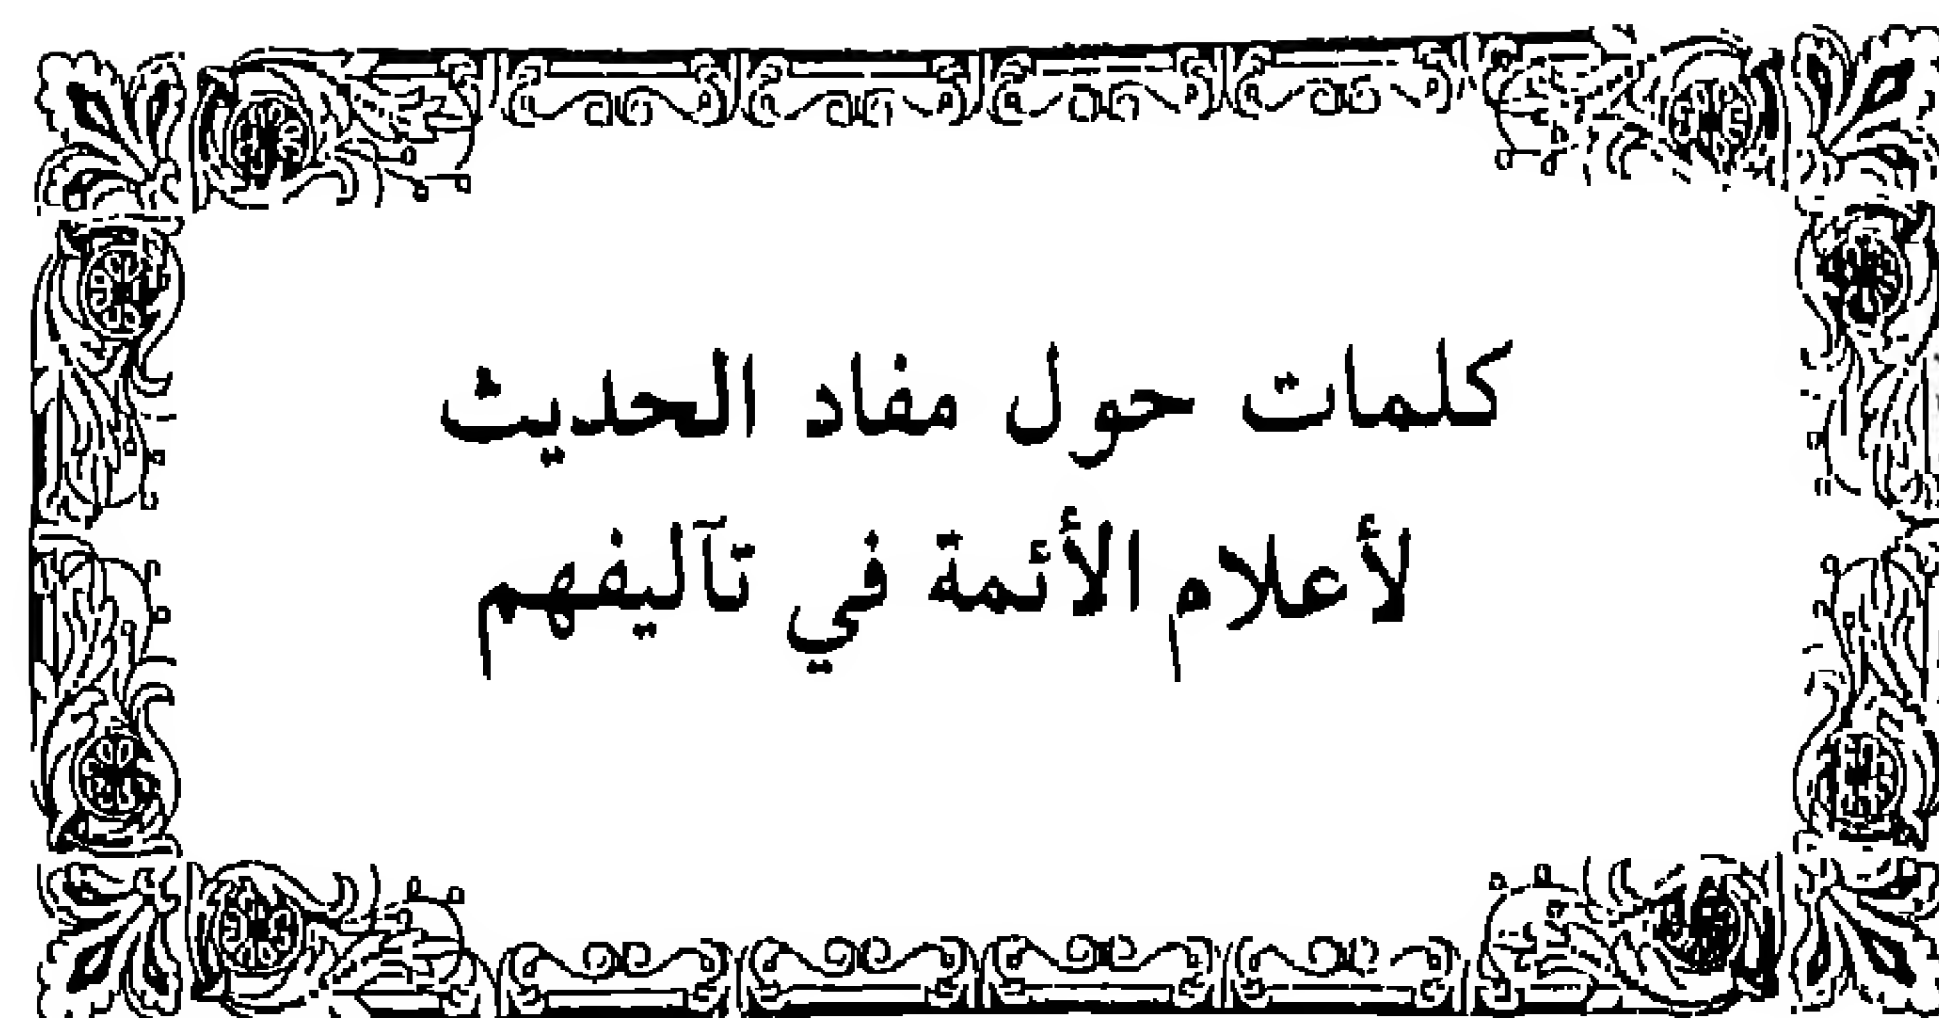 كلمات حول مفاد الحديث
لأعلام الأئمة في تآليفهم